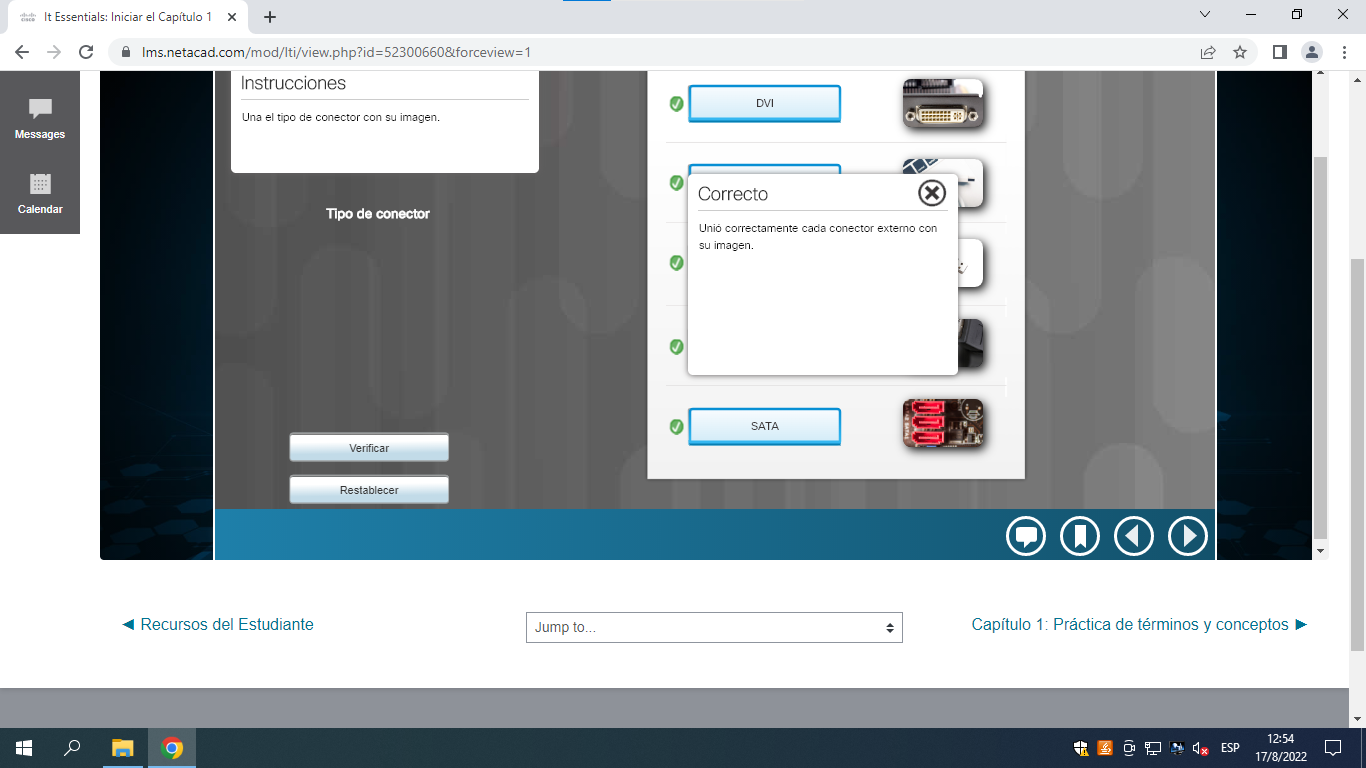 It Essentials: Iniciar el Capítulo 1
lms.netacad.com/mod/lti/view.php?id=52300660&forceview=1
Messages
Calendar
Instrucciones
Una el tipo de conector con su imagen.
Tipo de conector
Verificar
Restablecer
DVI
Correcto
Unió correctamente cada conector externo con
su imagen.
SATA
◄ Recursos del Estudiante
Jump to...
Capítulo 1: Práctica de términos y conceptos ►
ESP
12:54
17/8/2022